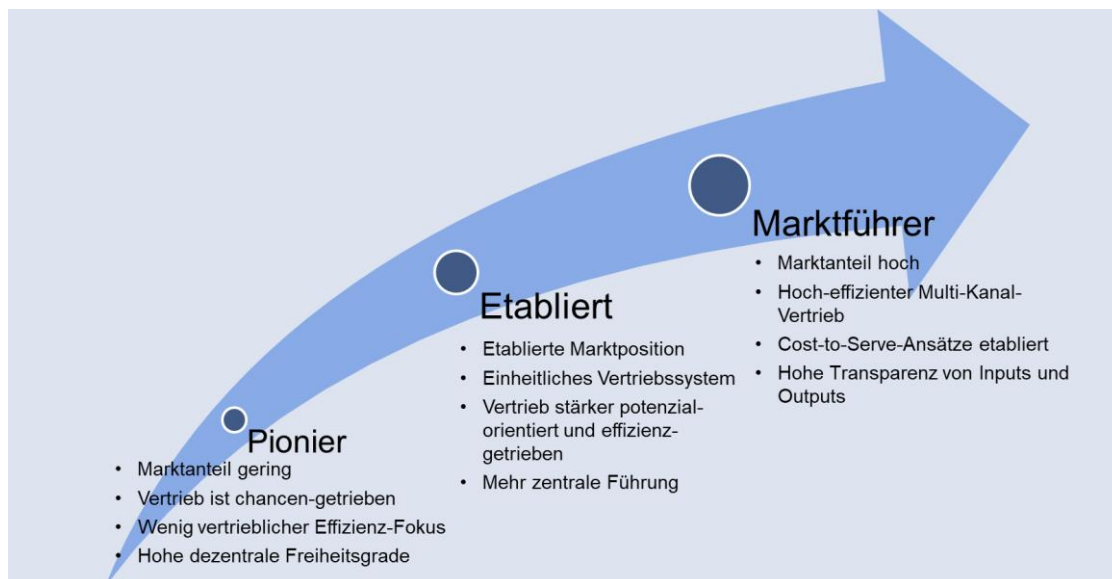 Pionier
• Marktanteil gering
• Vertrieb ist chancen-getrieben
• Wenig vertrieblicher Effizienz-Fokus
• Hohe dezentrale Freiheitsgrade
Etabliert
• Etablierte Marktposition
• Einheitliches Vertriebssystem
• Vertrieb stärker potenzial-
orientiert und effizienz-
getrieben
• Mehr zentrale Führung
Marktführer
• Marktanteil hoch
• Hoch-effizienter Multi-Kanal-
Vertrieb
• Cost-to-Serve-Ansätze etabliert
• Hohe Transparenz von Inputs und
Outputs